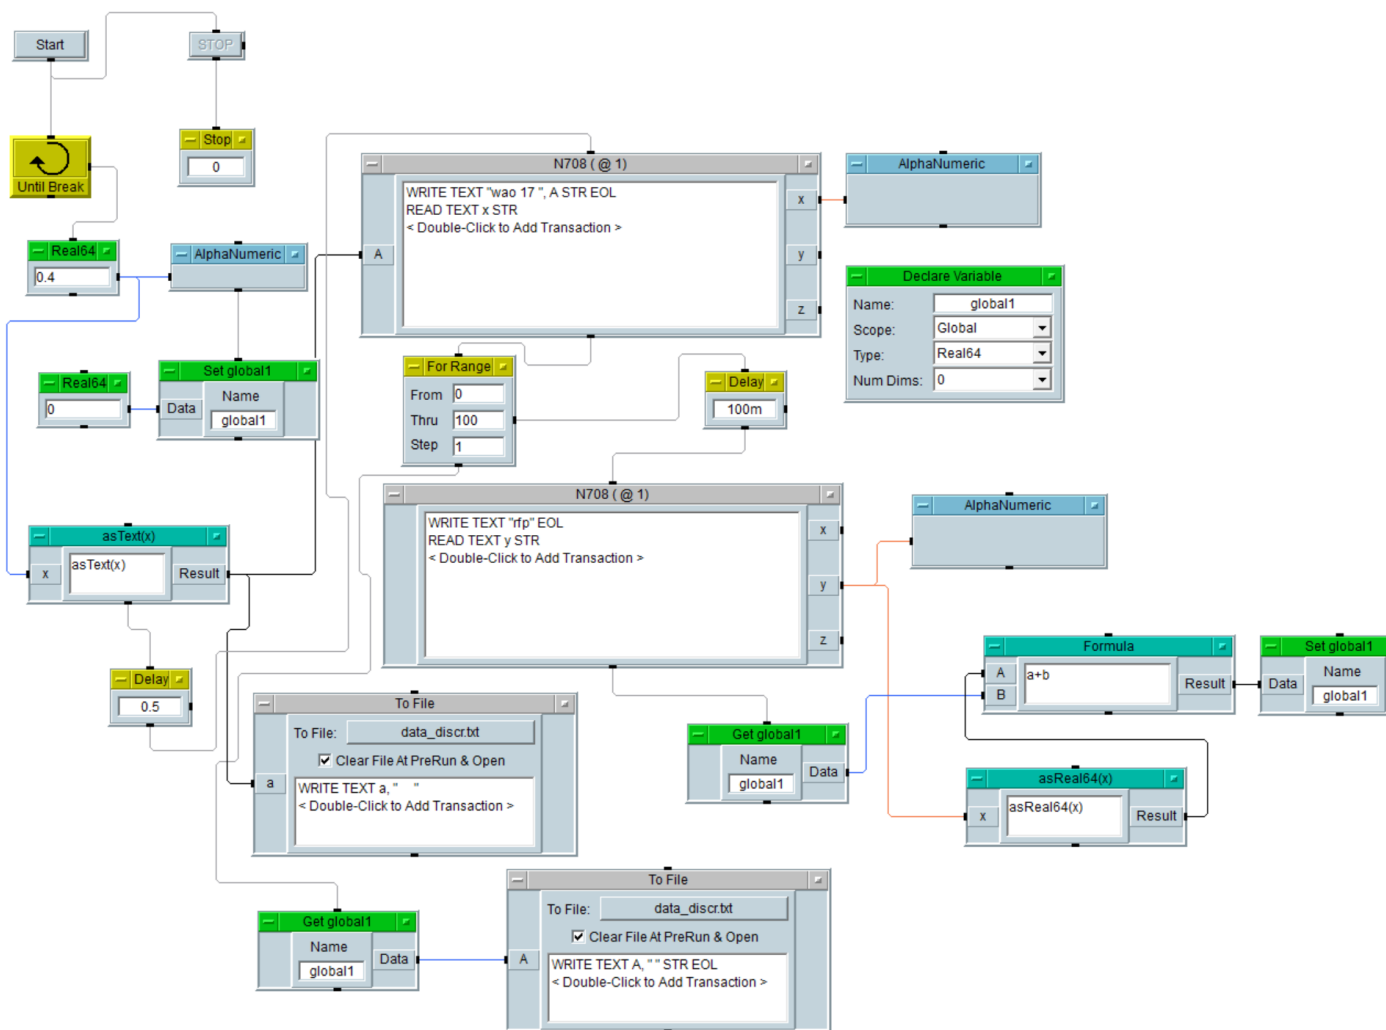 Start
STOP
Until Break
Stop
0
Real64
0.4
AlphaNumeric
Real64
0
Set global1
Data
Name
global1
N708 ( @ 1)
A
WRITE TEXT "wao 17 ", A STR EOL
READ TEXT x STR
< Double-Click to Add Transaction >
x
y
z
AlphaNumeric
Declare Variable
Name: global1
Scope: Global
Type: Real64
Num Dims: 0
For Range
From 0
Thru 100
Step 1
Delay
100m
N708 ( @ 1)
WRITE TEXT "rfp" EOL
READ TEXT y STR
< Double-Click to Add Transaction >
x
y
z
AlphaNumeric
asText(x)
x
asText(x)
Result
Delay
0.5
To File
To File: data_discr.txt
Clear File At PreRun & Open
a
WRITE TEXT a, "     "
< Double-Click to Add Transaction >
Get global1
Name
global1
Data
Formula
A
B
a+b
Result
Set global1
Data
Name
global1
asReal64(x)
x
asReal64(x)
Result
Get global1
Name
global1
Data
To File
To File: data_discr.txt
Clear File At PreRun & Open
A
WRITE TEXT A, " " STR EOL
< Double-Click to Add Transaction >